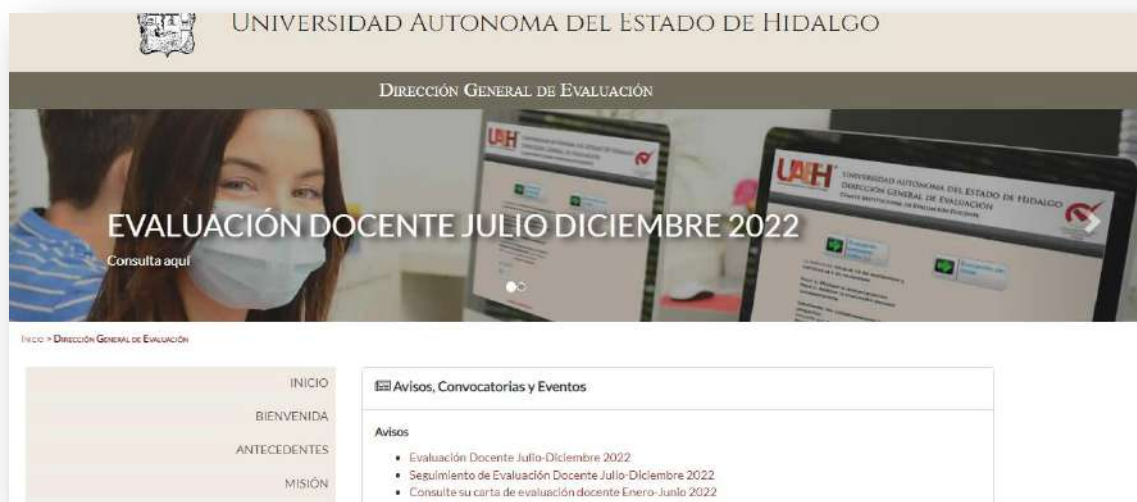 UNIVERSIDAD AUTONOMA DEL ESTADO DE HIDALGO
DIRECCIÓN GENERAL DE EVALUACIÓN
EVALUACIÓN DOCENTE JULIO DICIEMBRE 2022
Consulta aquí
UAEH
UAEH
UNIVERSIDAD AUTÓNOMA DEL ESTADO DE HIDALGO
DIRECCIÓN GENERAL DE EVALUACIÓN
INICIO > DIRECCIÓN GENERAL DE EVALUACIÓN
INICIO
BIENVENIDA
ANTECEDENTES
MISIÓN
Avisos, Convocatorias y Eventos
Avisos
Evaluación Docente Julio-Diciembre 2022
Seguimiento de Evaluación Docente Julio-Diciembre 2022
Consulte su carta de evaluación docente Enero-Junio 2022